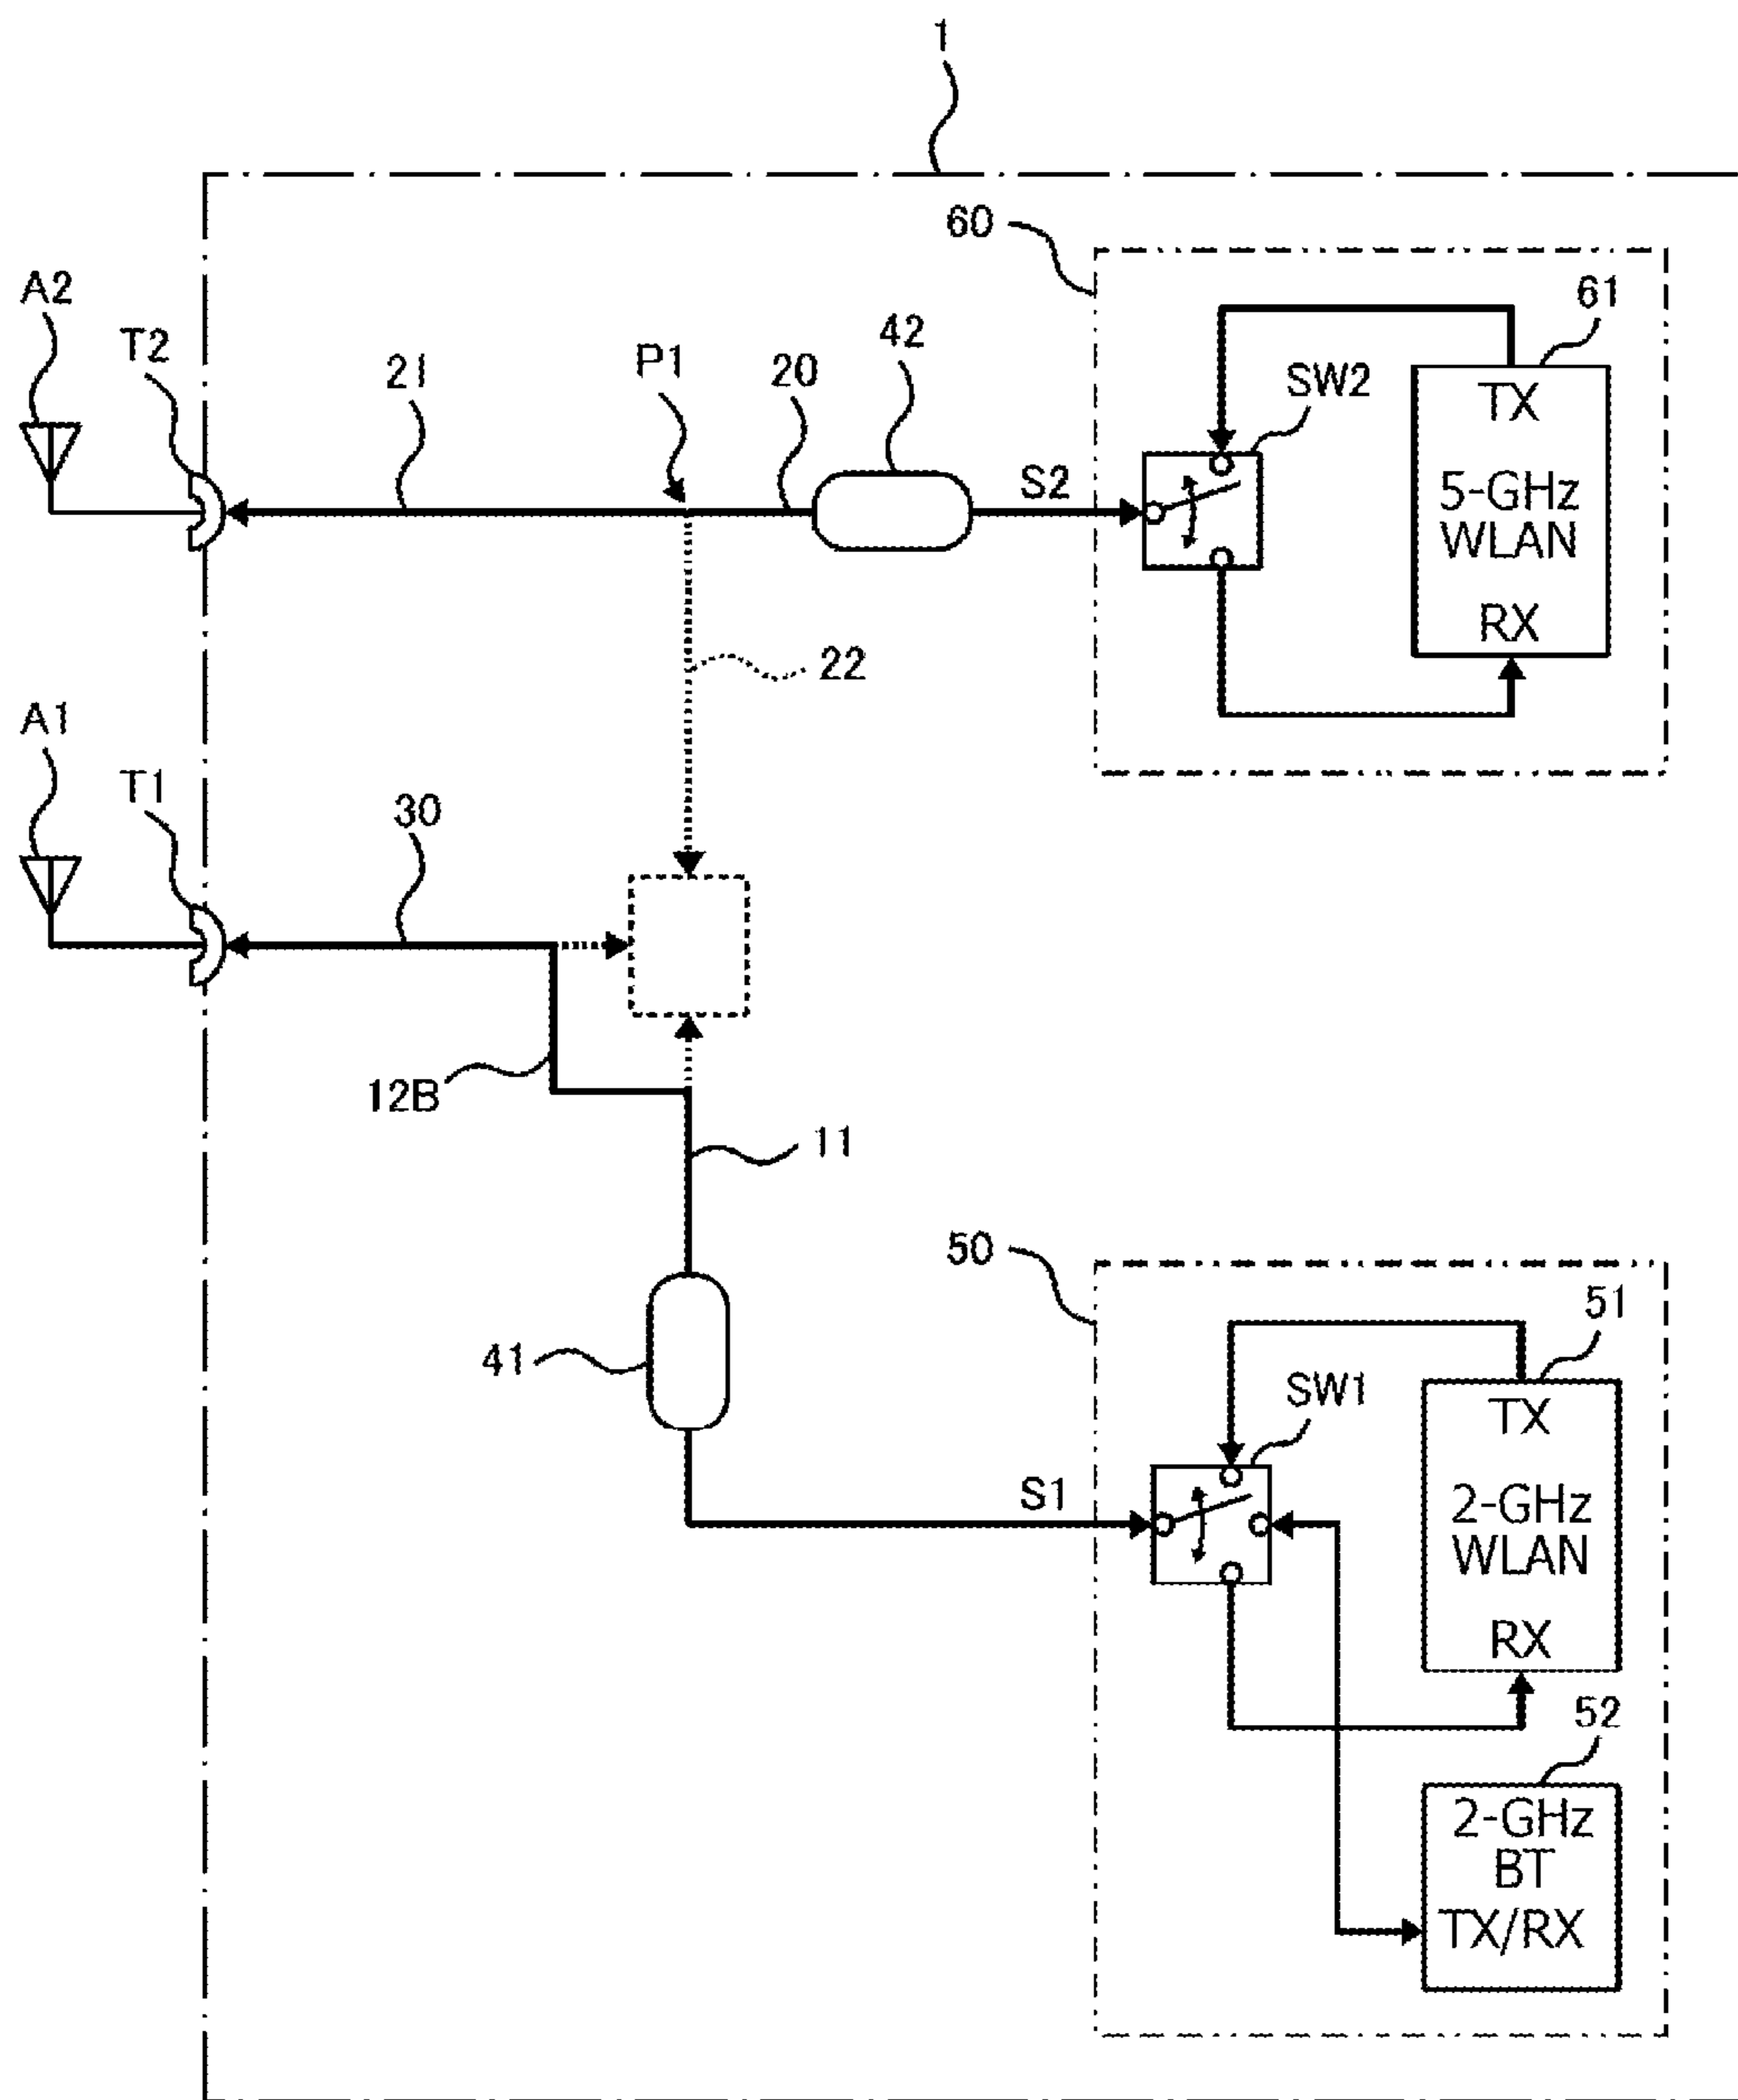 1
60
A2
T2
21
P1
20
42
S2
SW2
61
TX
5-GHz
WLAN
RX
22
A1
T1
30
12B
11
50
41
S1
SW1
51
TX
2-GHz
WLAN
RX
52
2-GHz
BT
TX/RX